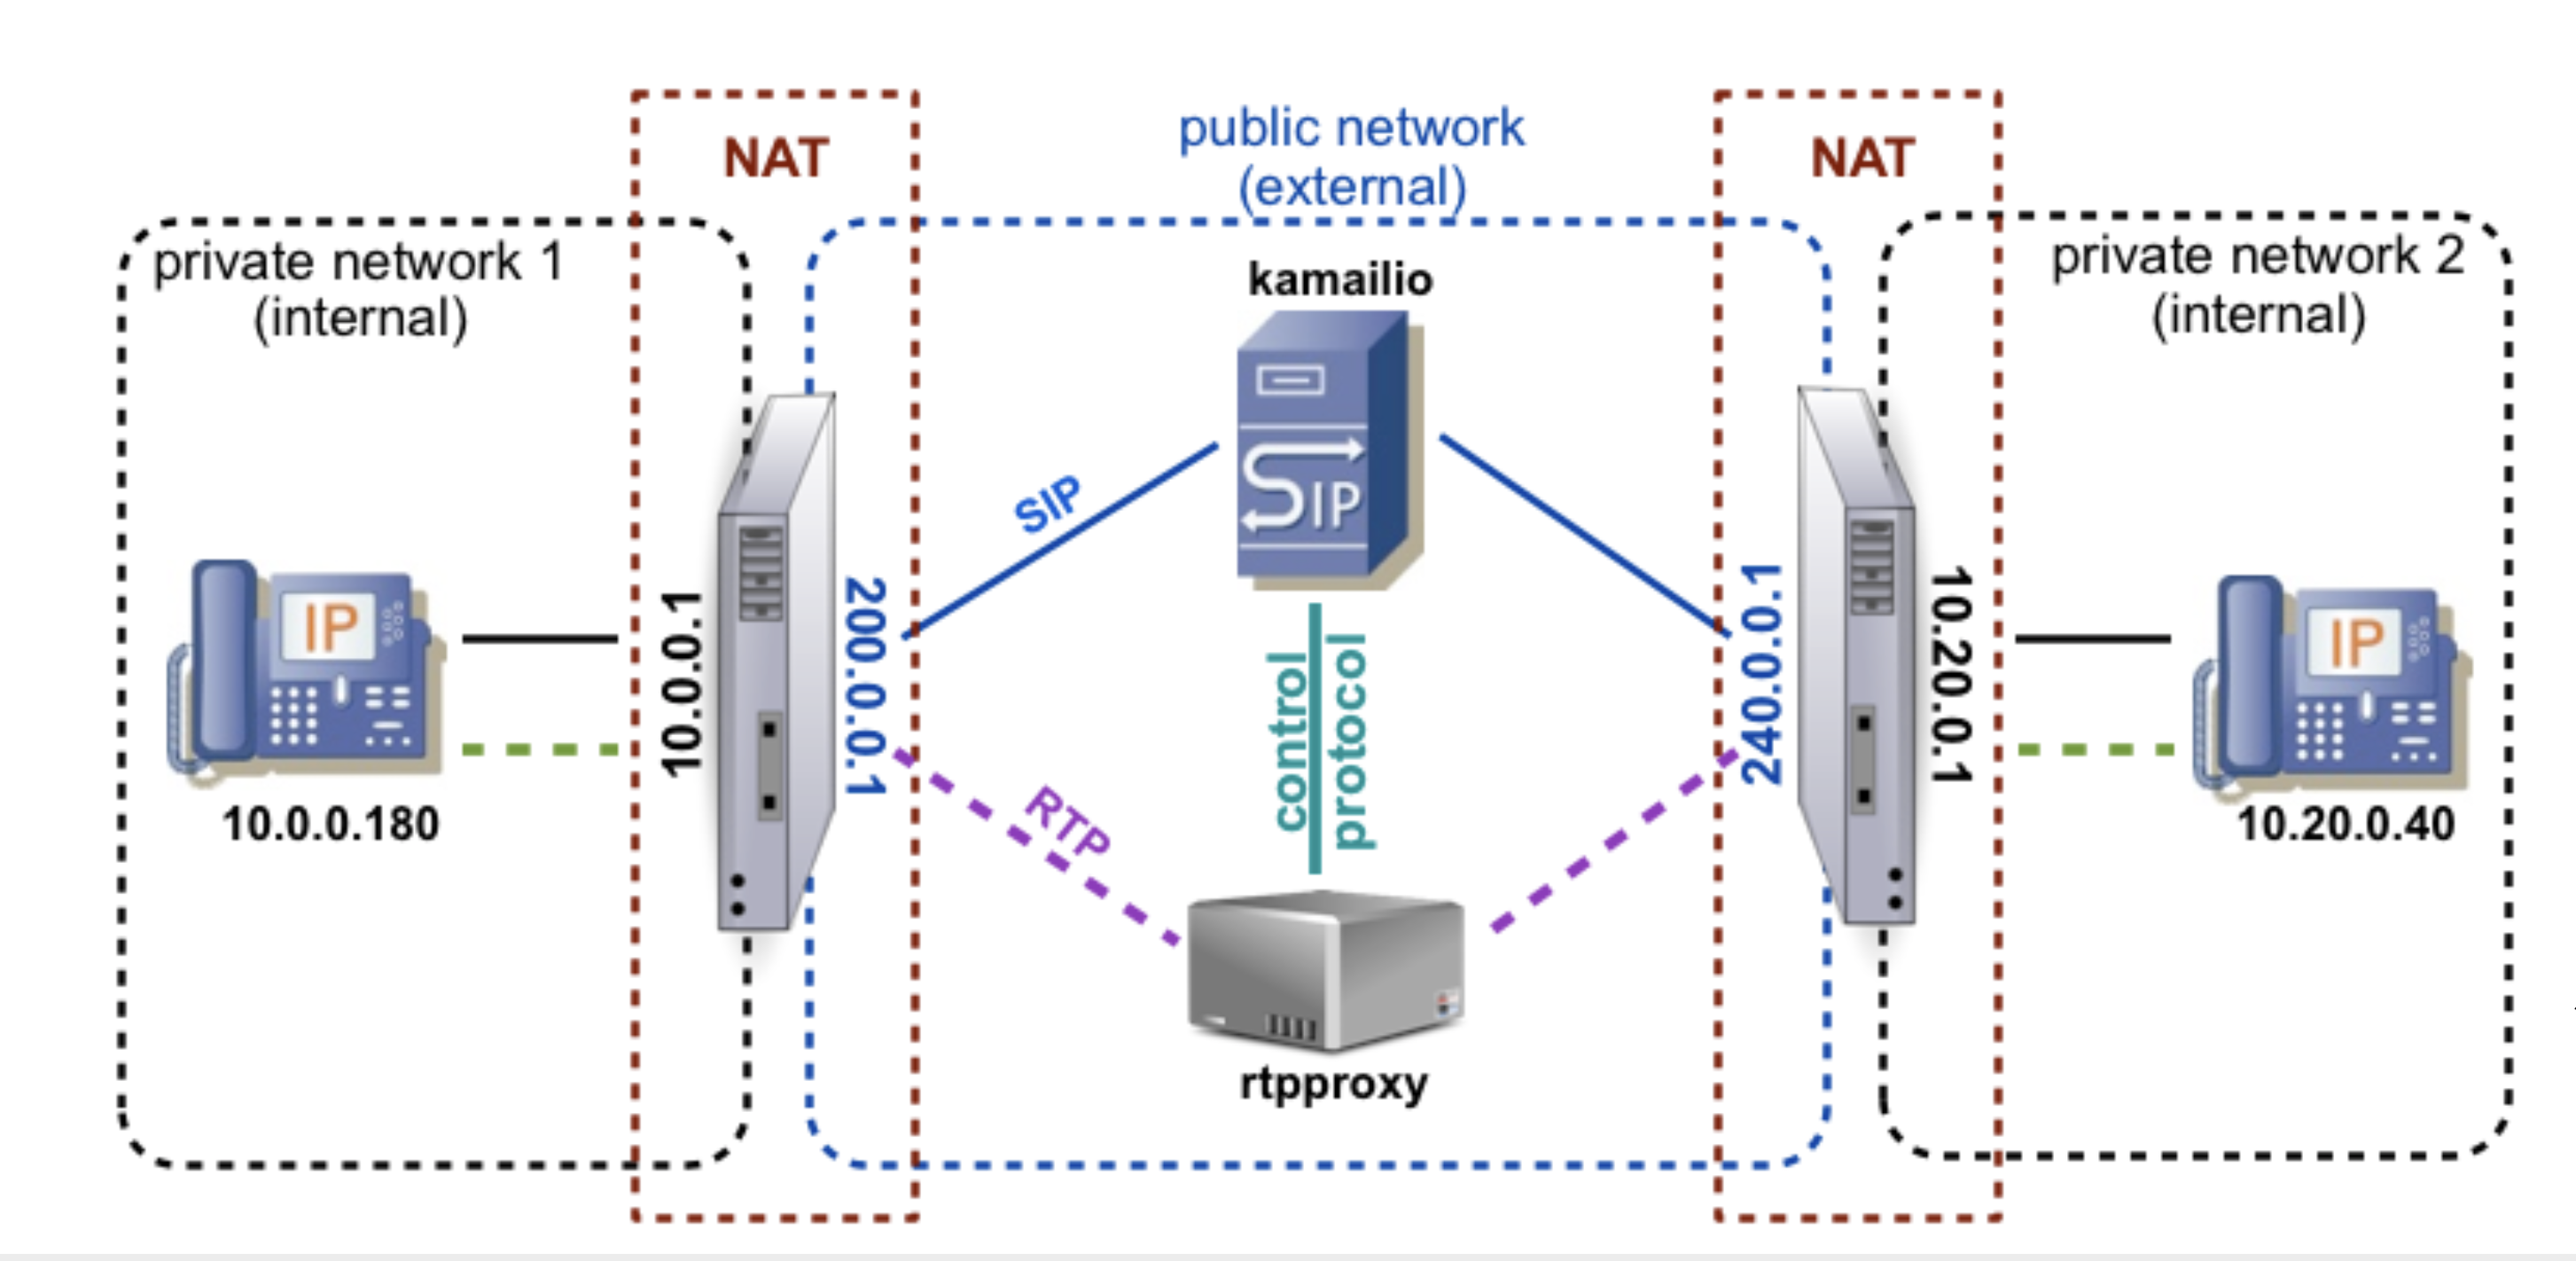 NAT
public network
(external)
NAT
private network 1
(internal)
private network 2
(internal)
kamailio
SIP
SIP
10.0.0.1
200.0.0.1
control
protocol
240.0.0.1
10.20.0.1
IP
IP
10.0.0.180
10.20.0.40
RTP
rtpproxy